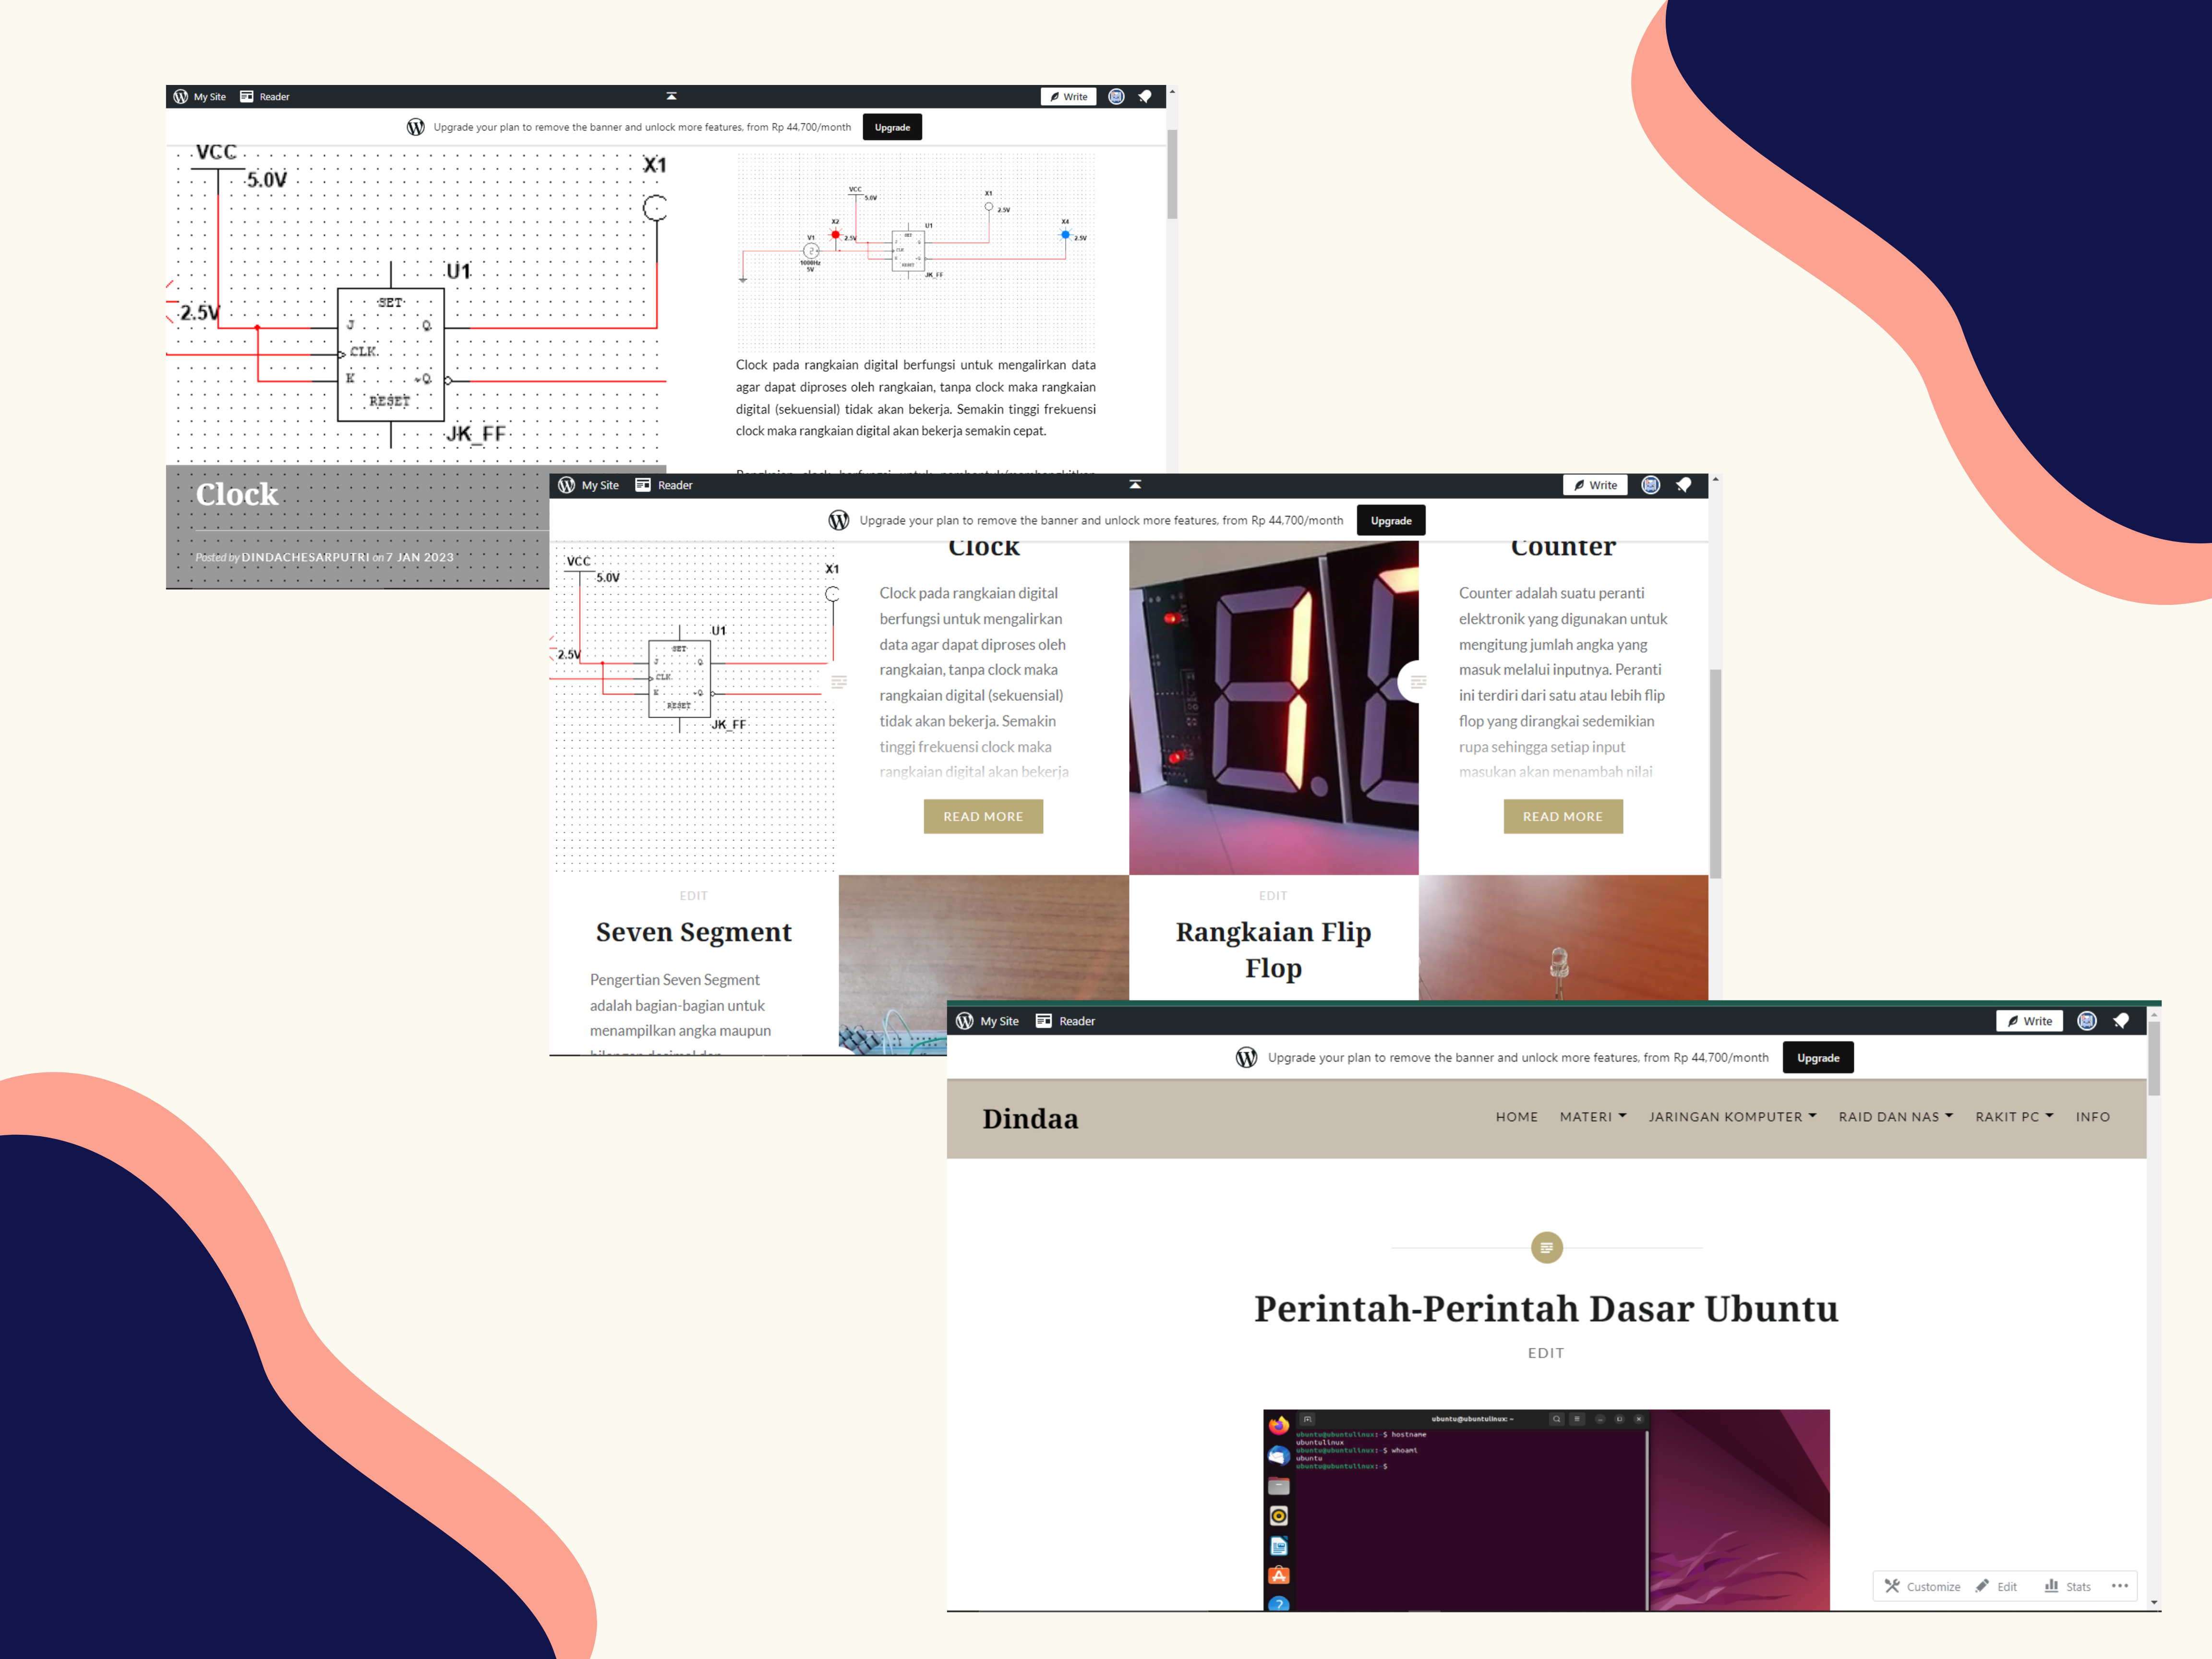 My Site Reader Write
Upgrade your plan to remove the banner and unlock more features, from Rp 44,700/month Upgrade
VCC
5.0V
X1
U1
2.5V
SET
J Q
CLK
K ~Q
RESET
JK_FF
Clock
Posted by DINDACHESARPUTRI on 7 JAN 2023
VCC
5.0V
X1
2.5V
X2
2.5V
V1
1000Hz
5V
U1
SET
J Q
CLK
K ~Q
RESET
JK_FF
X4
2.5V
Clock pada rangkaian digital berfungsi untuk mengalirkan data
agar dapat diproses oleh rangkaian, tanpa clock maka rangkaian
digital (sekuensial) tidak akan bekerja. Semakin tinggi frekuensi
clock maka rangkaian digital akan bekerja semakin cepat.
My Site Reader Write
Upgrade your plan to remove the banner and unlock more features, from Rp 44,700/month Upgrade
VCC
5.0V
X1
U1
2.5V
SET
J Q
CLK
K ~Q
RESET
JK_FF
Clock
Clock pada rangkaian digital
berfungsi untuk mengalirkan
data agar dapat diproses oleh
rangkaian, tanpa clock maka
rangkaian digital (sekuensial)
tidak akan bekerja. Semakin
tinggi frekuensi clock maka
rangkaian digital akan bekerja
READ MORE
Counter
Counter adalah suatu peranti
elektronik yang digunakan untuk
mengitung jumlah angka yang
masuk melalui inputnya. Peranti
ini terdiri dari satu atau lebih flip
flop yang dirangkai sedemikian
rupa sehingga setiap input
masukan akan menambah nilai
READ MORE
EDIT
Seven Segment
Pengertian Seven Segment
adalah bagian-bagian untuk
menampilkan angka maupun
EDIT
Rangkaian Flip
Flop
My Site Reader Write
Upgrade your plan to remove the banner and unlock more features, from Rp 44,700/month Upgrade
Dindaa
HOME MATERI JARINGAN KOMPUTER RAID DAN NAS RAKIT PC INFO
Perintah-Perintah Dasar Ubuntu
EDIT
ubuntu@ubuntulinux: ~
ubuntu@ubuntulinux:~$ hostname
ubuntulinux
ubuntu@ubuntulinux:~$ whoami
ubuntu
ubuntu@ubuntulinux:~$
Customize Edit Stats